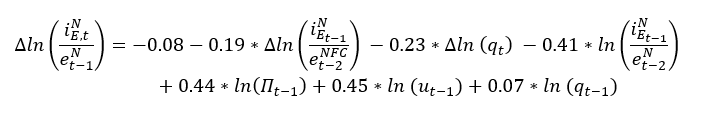 Δln(i^N_{E,t}/e^N_{t−1}) = −0.08 − 0.19 * Δln(i^N_{E_{t−1}}/e^{NFC}_{t−2}) − 0.23 * Δln (q_t) − 0.41 * ln(i^N_{E_{t−1}}/e^N_{t−2})
+ 0.44 * ln(Π_{t−1}) + 0.45 * ln (u_{t−1}) + 0.07 * ln (q_{t−1})